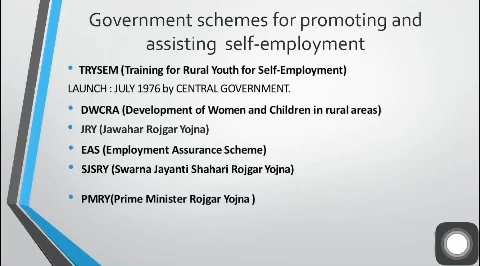 Government schemes for promoting and
assisting self-employment
• TRYSEM (Training for Rural Youth for Self-Employment)
LAUNCH : JULY 1976 by CENTRAL GOVERNMENT.
• DWCRA (Development of Women and Children in rural areas)
• JRY (Jawahar Rojgar Yojna)
• EAS (Employment Assurance Scheme)
• SJSRY (Swarna Jayanti Shahari Rojgar Yojna)
• PMRY(Prime Minister Rojgar Yojna )